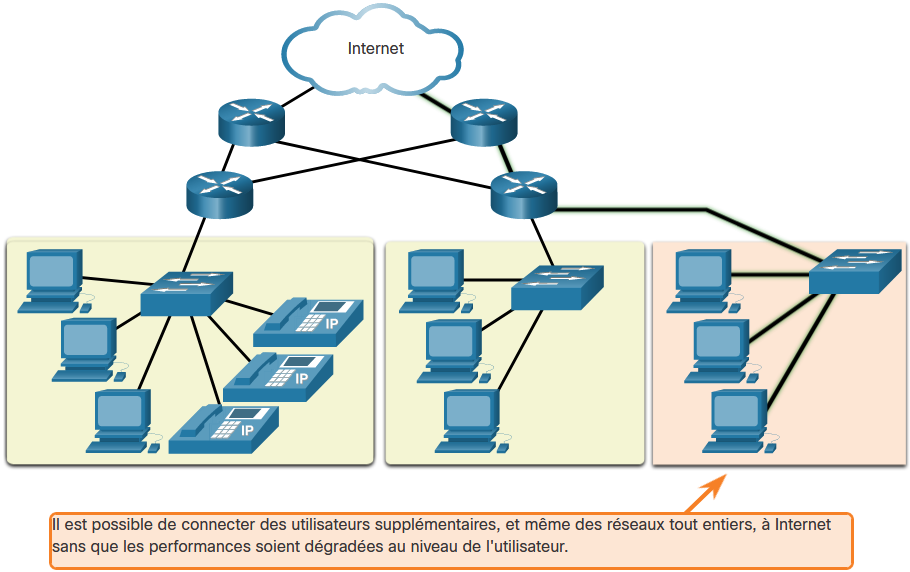 Internet
IP
IP
IP
Il est possible de connecter des utilisateurs supplémentaires, et même des réseaux tout entiers, à Internet
sans que les performances soient dégradées au niveau de l'utilisateur.